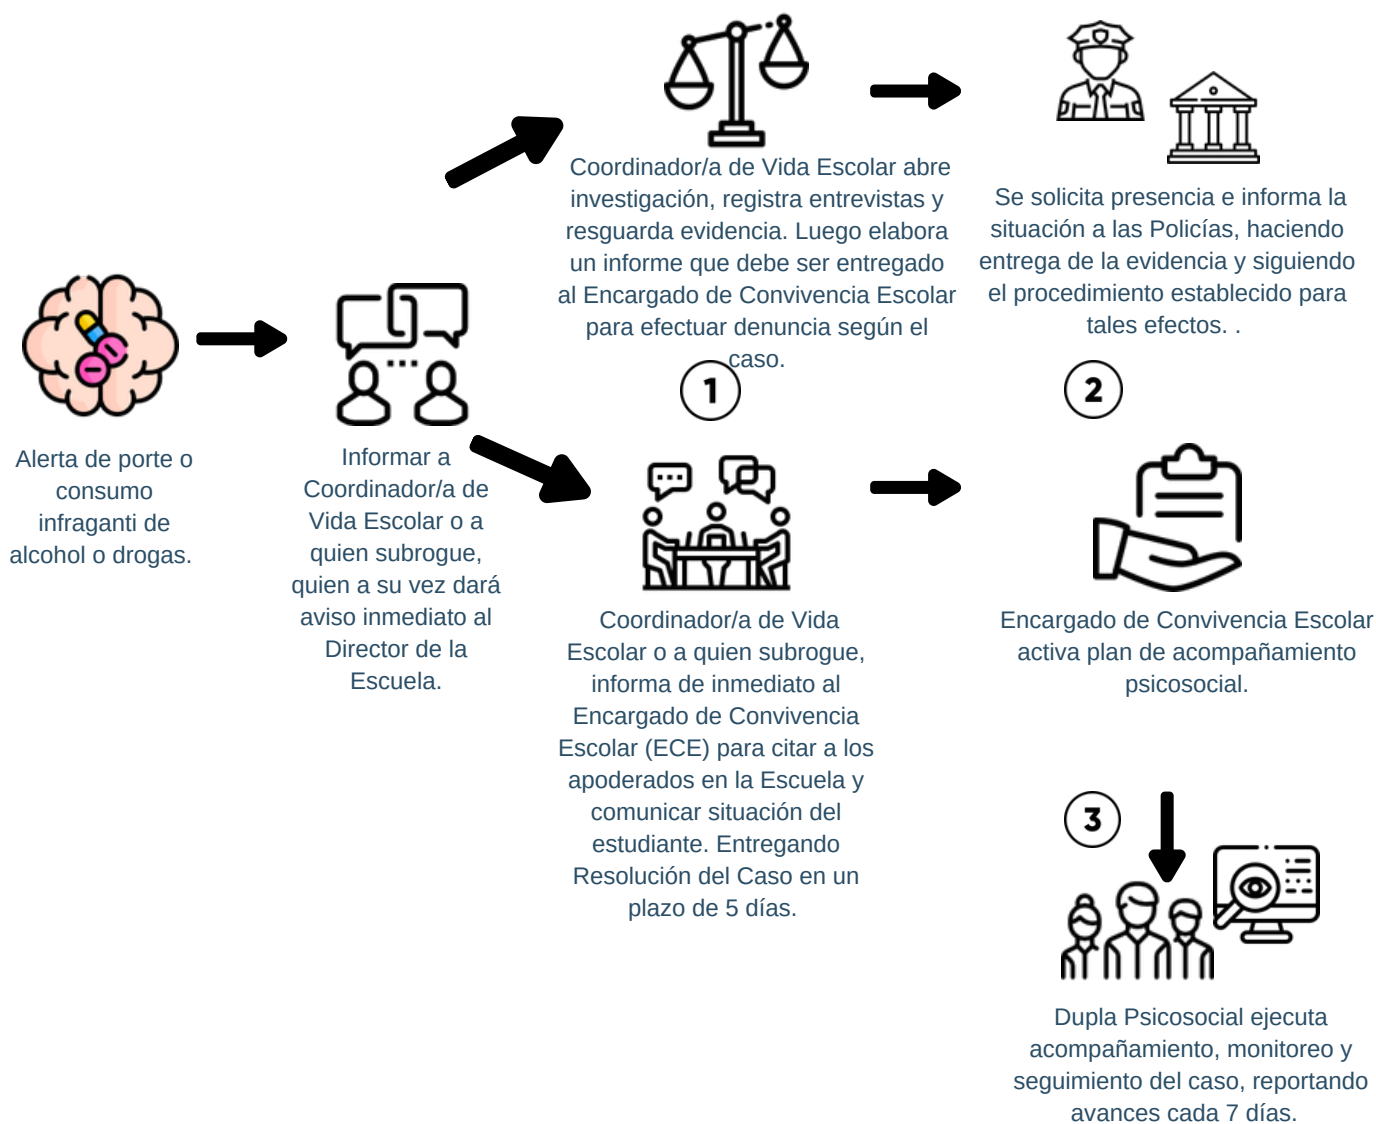 Alerta de porte o
consumo
infraganti de
alcohol o drogas.
Informar a
Coordinador/a de
Vida Escolar o a
quien subrogue,
quien a su vez dará
aviso inmediato al
Director de la
Escuela.
Coordinador/a de Vida Escolar abre
investigación, registra entrevistas y
resguarda evidencia. Luego elabora
un informe que debe ser entregado
al Encargado de Convivencia Escolar
para efectuar denuncia según el
caso.
1
Se solicita presencia e informa la
situación a las Policías, haciendo
entrega de la evidencia y siguiendo
el procedimiento establecido para
tales efectos. .
2
Coordinador/a de Vida
Escolar o a quien subrogue,
informa de inmediato al
Encargado de Convivencia
Escolar (ECE) para citar a los
apoderados en la Escuela y
comunicar situación del
estudiante. Entregando
Resolución del Caso en un
plazo de 5 días.
Encargado de Convivencia Escolar
activa plan de acompañamiento
psicosocial.
3
Dupla Psicosocial ejecuta
acompañamiento, monitoreo y
seguimiento del caso, reportando
avances cada 7 días.